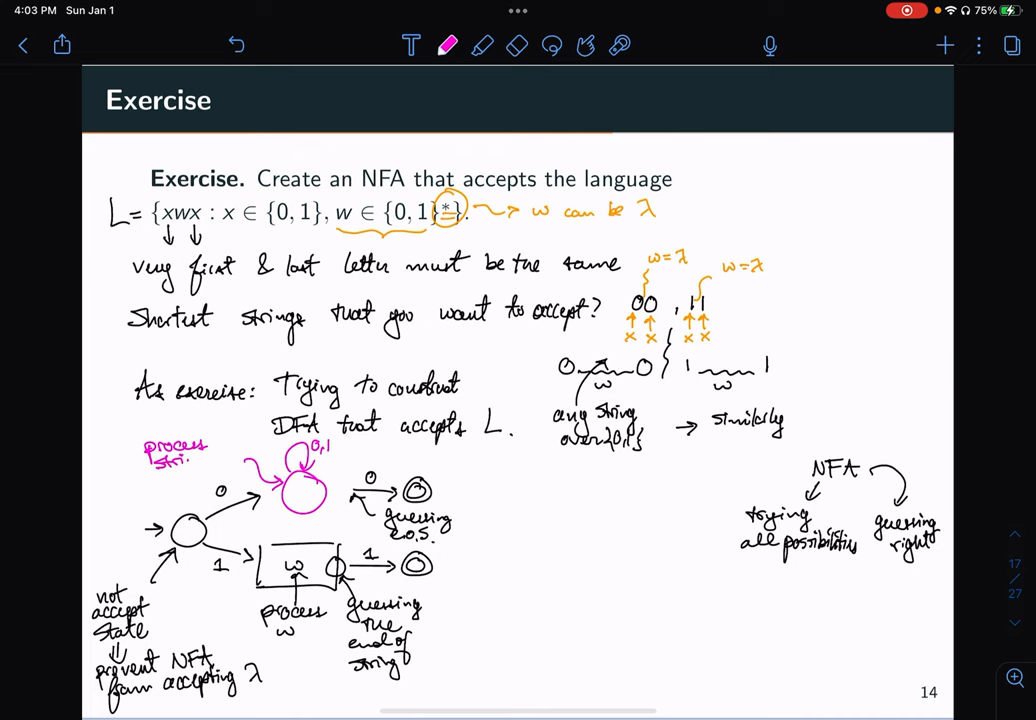 4:03 PM Sun Jan 1
75%
Exercise
Exercise. Create an NFA that accepts the language
L = {xwx : x ∈ {0, 1}, w ∈ {0, 1}*}. w can be λ
very first & last letter must be the same
w=λ w=λ
Shortest strings that you want to accept? 00 , 11
x x x x
0 w 0 1 w 1
As exercise: Trying to construct
DFA that accepts L.
any string
over {0,1}
→ similarly
process
stri.
0,1
0
0
guessing
e.o.s.
1
w
1
process
w
guessing
the
end of
string
not
accept
state
prevent NFA
from accepting λ
NFA
trying
all possibilities
guessing
right
17
/
27
14